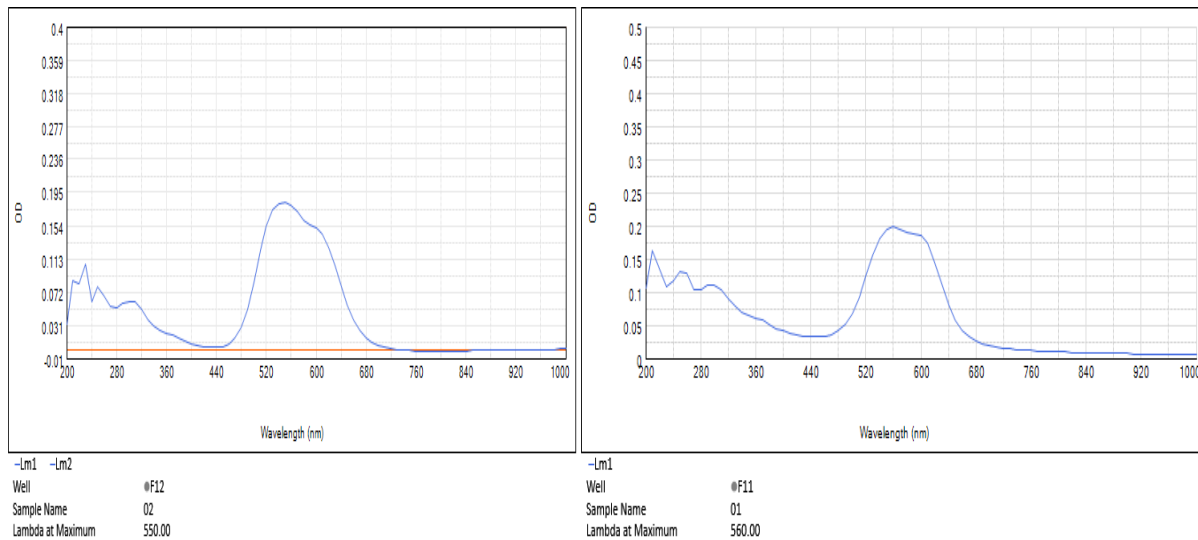 0.4
0.359
0.318
0.277
0.236
0.195
0.154
0.113
0.072
0.031
-0.01
OD
200 280 360 440 520 600 680 760 840 920 1000
Wavelength (nm)
Lm1 Lm2
Well F12
Sample Name 02
Lambda at Maximum 550.00
0.5
0.45
0.4
0.35
0.3
0.25
0.2
0.15
0.1
0.05
0
OD
200 280 360 440 520 600 680 760 840 920 1000
Wavelength (nm)
Lm1
Well F11
Sample Name 01
Lambda at Maximum 560.00